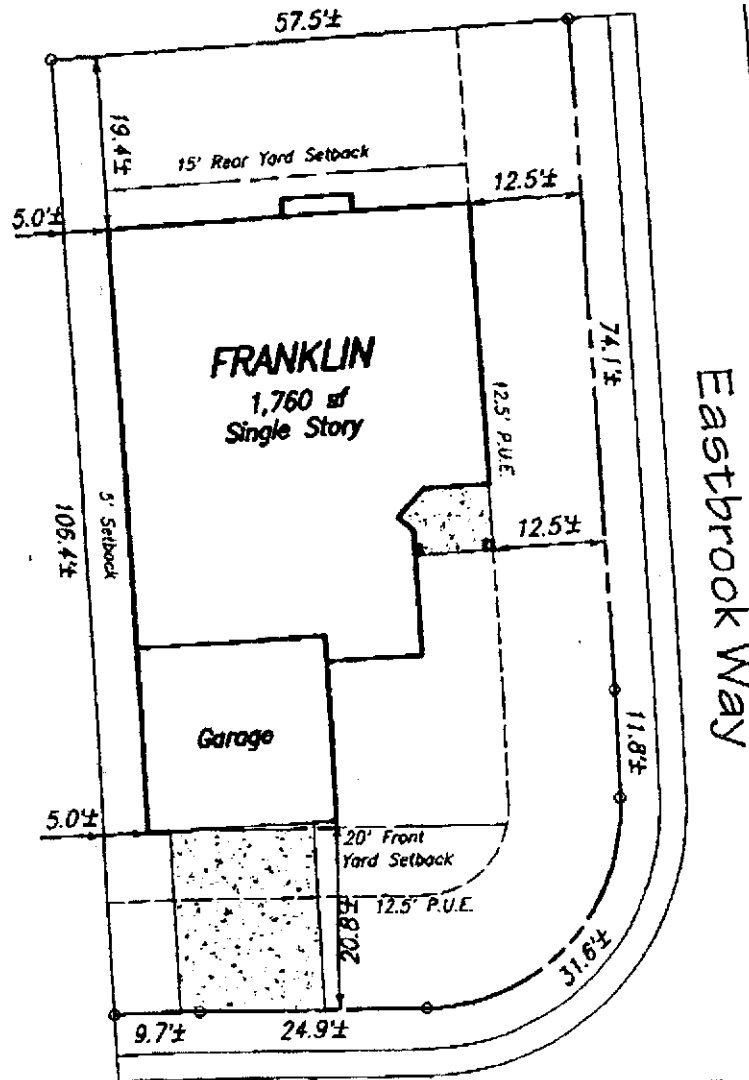 57.5'±
19.4'±
15' Rear Yard Setback
12.5'±
5.0'±
FRANKLIN
1,760 sf
Single Story
74.1'±
12.5' P.U.E.
Eastbrook Way
5' Setback
106.4'±
12.5'±
11.8'±
Garage
5.0'±
20' Front
Yard Setback
12.5' P.U.E.
20.8'±
31.6'±
9.7'±
24.9'±